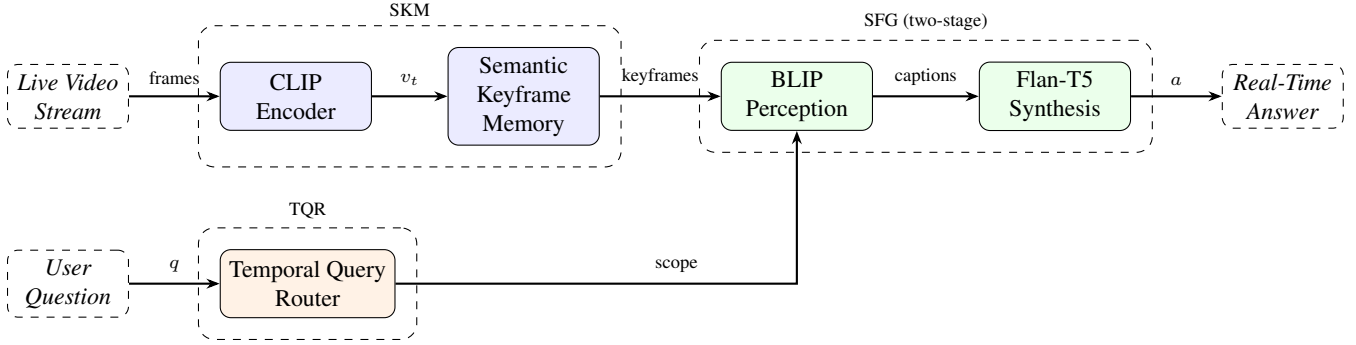 SKM
SFG (two-stage)
Live Video
Stream
frames
CLIP
Encoder
v_t
Semantic
Keyframe
Memory
keyframes
BLIP
Perception
captions
Flan-T5
Synthesis
a
Real-Time
Answer
TQR
User
Question
q
Temporal Query
Router
scope